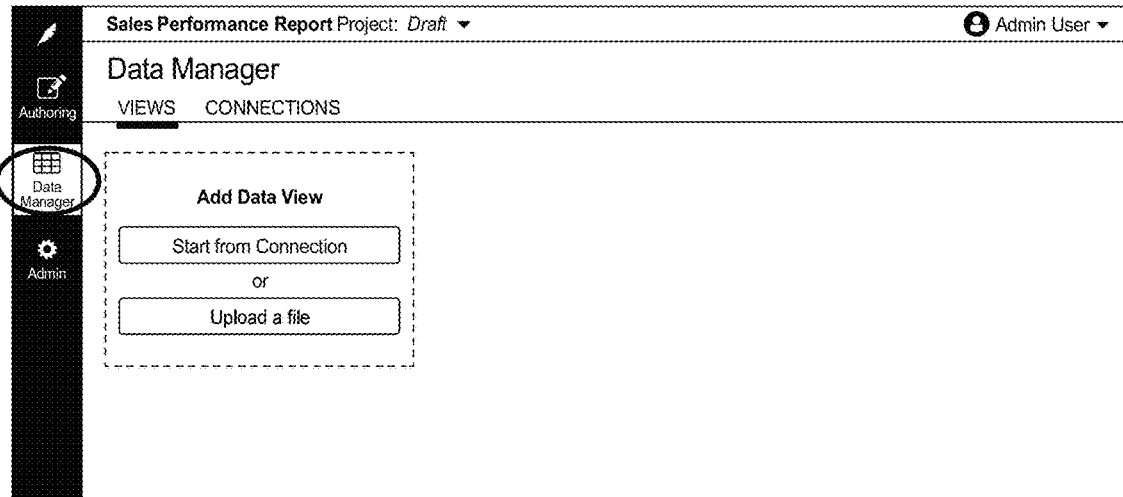 Sales Performance Report Project: Draft
Admin User
Data Manager
VIEWS CONNECTIONS
Authoring
Data
Manager
Admin
Add Data View
Start from Connection
or
Upload a file